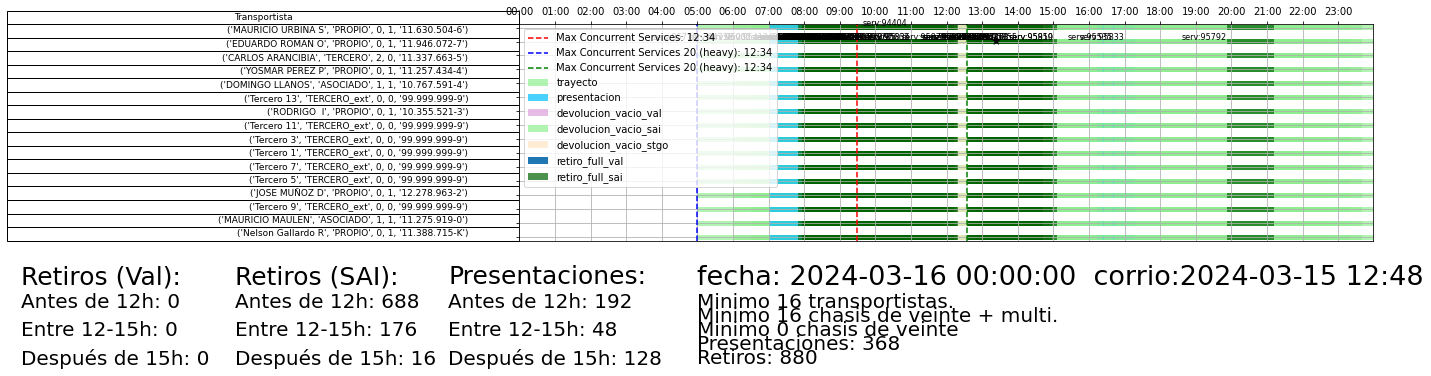 Transportista
('MAURICIO URBINA S', 'PROPIO', 0, 1, '11.630.504-6')
('EDUARDO ROMAN O', 'PROPIO', 0, 1, '11.946.072-7')
('CARLOS ARANCIBIA', 'TERCERO', 2, 0, '11.337.663-5')
('YOSMAR PEREZ P', 'PROPIO', 0, 1, '11.257.434-4')
('DOMINGO LLANOS', 'ASOCIADO', 1, 1, '10.767.591-4')
('Tercero 13', 'TERCERO_ext', 0, 0, '99.999.999-9')
('RODRIGO  I', 'PROPIO', 0, 1, '10.355.521-3')
('Tercero 11', 'TERCERO_ext', 0, 0, '99.999.999-9')
('Tercero 3', 'TERCERO_ext', 0, 0, '99.999.999-9')
('Tercero 1', 'TERCERO_ext', 0, 0, '99.999.999-9')
('Tercero 7', 'TERCERO_ext', 0, 0, '99.999.999-9')
('Tercero 5', 'TERCERO_ext', 0, 0, '99.999.999-9')
('JOSE MUÑOZ D', 'PROPIO', 0, 1, '12.278.963-2')
('Tercero 9', 'TERCERO_ext', 0, 0, '99.999.999-9')
('MAURICIO MAULEN', 'ASOCIADO', 1, 1, '11.275.919-0')
('Nelson Gallardo R', 'PROPIO', 0, 1, '11.388.715-K')
00:00 01:00 02:00 03:00 04:00 05:00 06:00 07:00 08:00 09:00 10:00 11:00 12:00 13:00 14:00 15:00 16:00 17:00 18:00 19:00 20:00 21:00 22:00 23:00
serv:94404
serv:95792
Max Concurrent Services: 12:34
Max Concurrent Services 20 (heavy): 12:34
Max Concurrent Services 20 (heavy): 12:34
trayecto
presentacion
devolucion_vacio_val
devolucion_vacio_sai
devolucion_vacio_stgo
retiro_full_val
retiro_full_sai
Retiros (Val):
Antes de 12h: 0
Entre 12-15h: 0
Después de 15h: 0
Retiros (SAI):
Antes de 12h: 688
Entre 12-15h: 176
Después de 15h: 16
Presentaciones:
Antes de 12h: 192
Entre 12-15h: 48
Después de 15h: 128
fecha: 2024-03-16 00:00:00  corrio:2024-03-15 12:48
Minimo 16 transportistas.
Minimo 16 chasis de veinte + multi.
Minimo 0 chasis de veinte
Presentaciones: 368
Retiros: 880